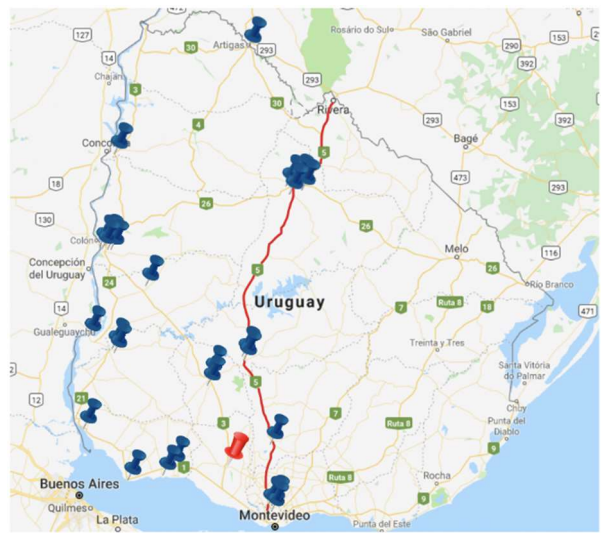 127
14
30
Artigas
293
Rosário do Sul
São Gabriel
290
153
392
Chajarí
3
293
153
30
Rivera
4
293
392
Bagé
5
18
473
293
26
130
26
Colón
Melo
116
Concepción
del Uruguay
24
5
26
Río Branco
14
Uruguay
7
Ruta 8
18
471
Gualeguaychú
Treinta y Tres
Santa Vitória
do Palmar
12
21
5
3
7
Ruta 8
Chuy
Punta del
Diablo
1
9
Buenos Aires
Ruta 8
Rocha
9
Quilmes
La Plata
Montevideo
Punta del Este